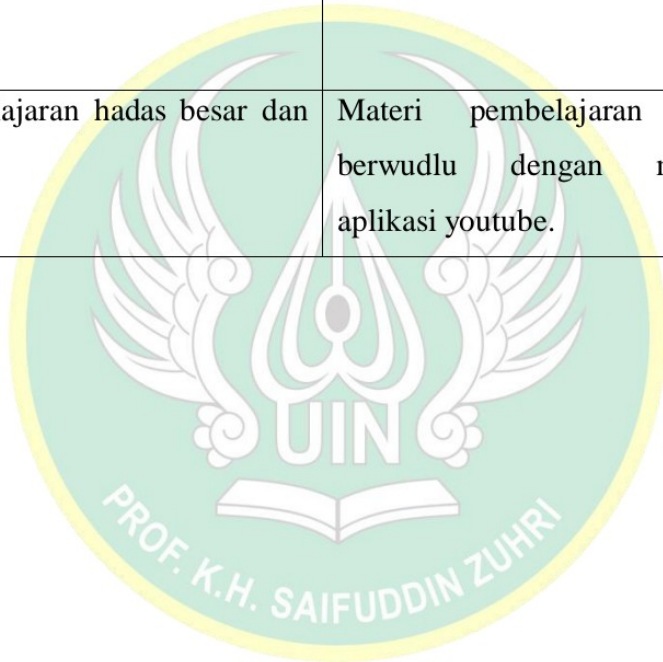 ajaran hadas besar dan
Materi pembelajaran
berwudlu dengan
aplikasi youtube.
UIN
PROF. K.H. SAIFUDDIN ZUHRI